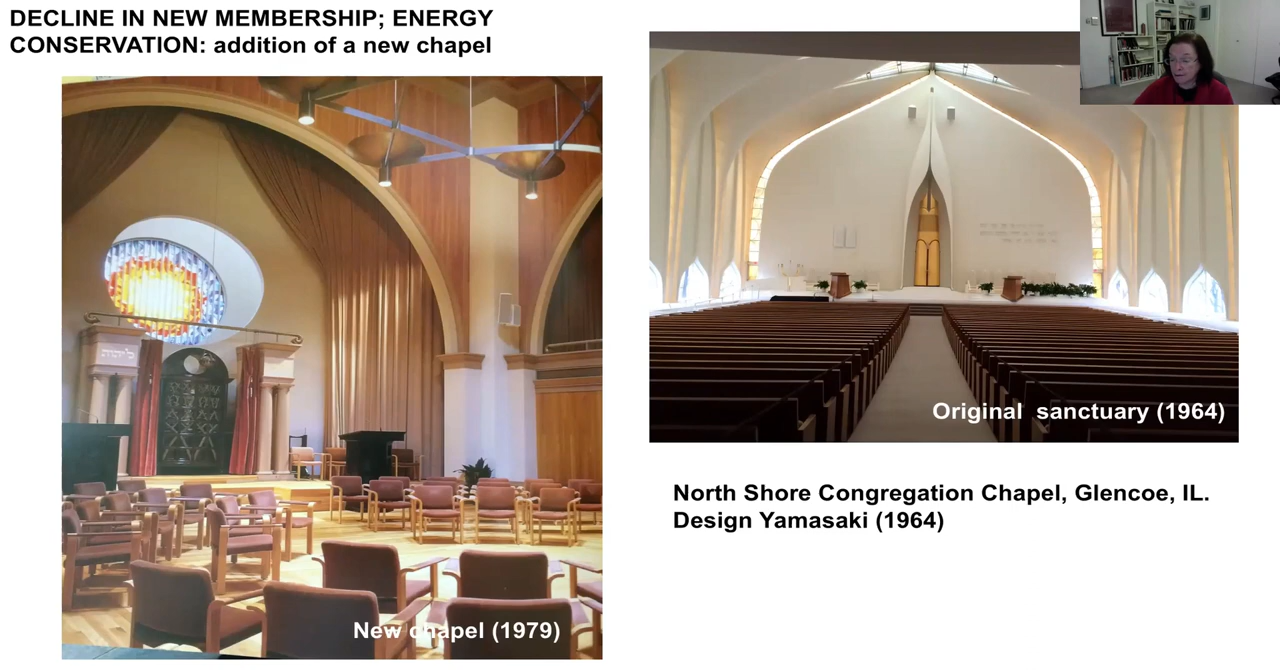 DECLINE IN NEW MEMBERSHIP; ENERGY
CONSERVATION: addition of a new chapel
New chapel (1979)
Original sanctuary (1964)
North Shore Congregation Chapel, Glencoe, IL.
Design Yamasaki (1964)